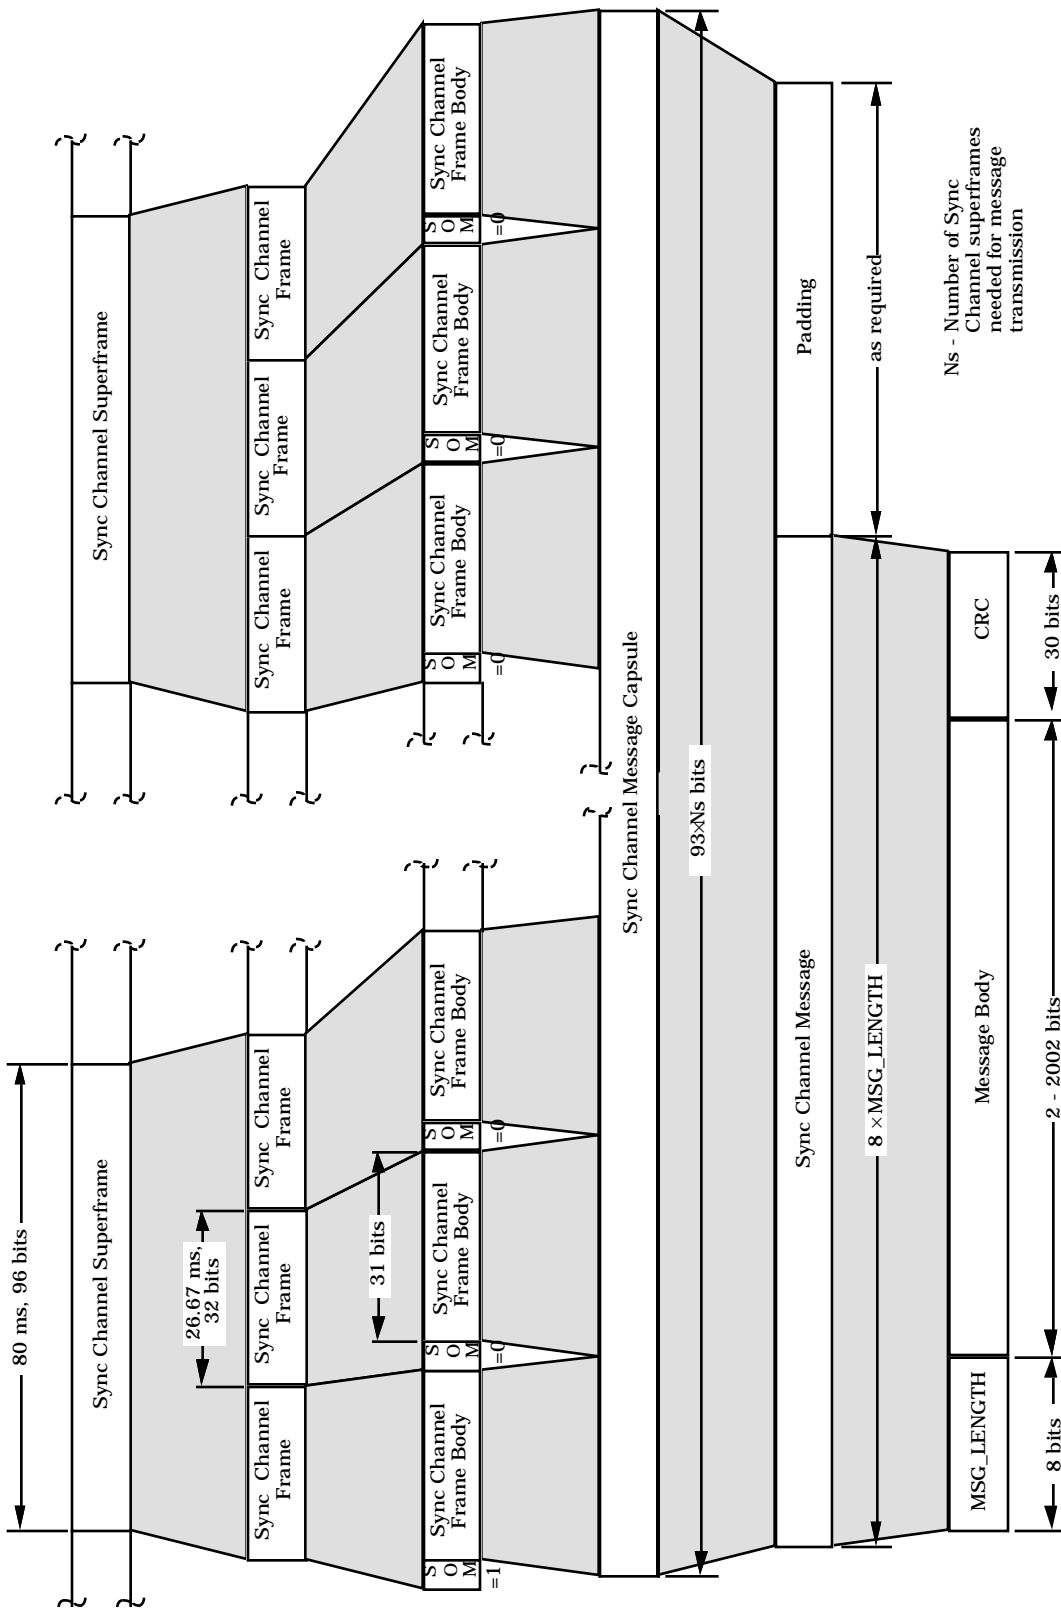 80 ms, 96 bits
Sync Channel Superframe
Sync Channel Superframe
26.67 ms,
32 bits
Sync Channel
Frame
Sync Channel
Frame
Sync Channel
Frame
Sync Channel
Frame
Sync Channel
Frame
Sync Channel
Frame
31 bits
S
O
M
=1
Sync Channel
Frame Body
S
O
M
=0
Sync Channel
Frame Body
S
O
M
=0
Sync Channel
Frame Body
S
O
M
=0
Sync Channel
Frame Body
S
O
M
=0
Sync Channel
Frame Body
S
O
M
=0
Sync Channel
Frame Body
Sync Channel Message Capsule
93×Ns bits
Sync Channel Message
Padding
8 ×MSG_LENGTH
as required
MSG_LENGTH
Message Body
CRC
8 bits
2 - 2002 bits
30 bits
Ns - Number of Sync
Channel superframes
needed for message
transmission